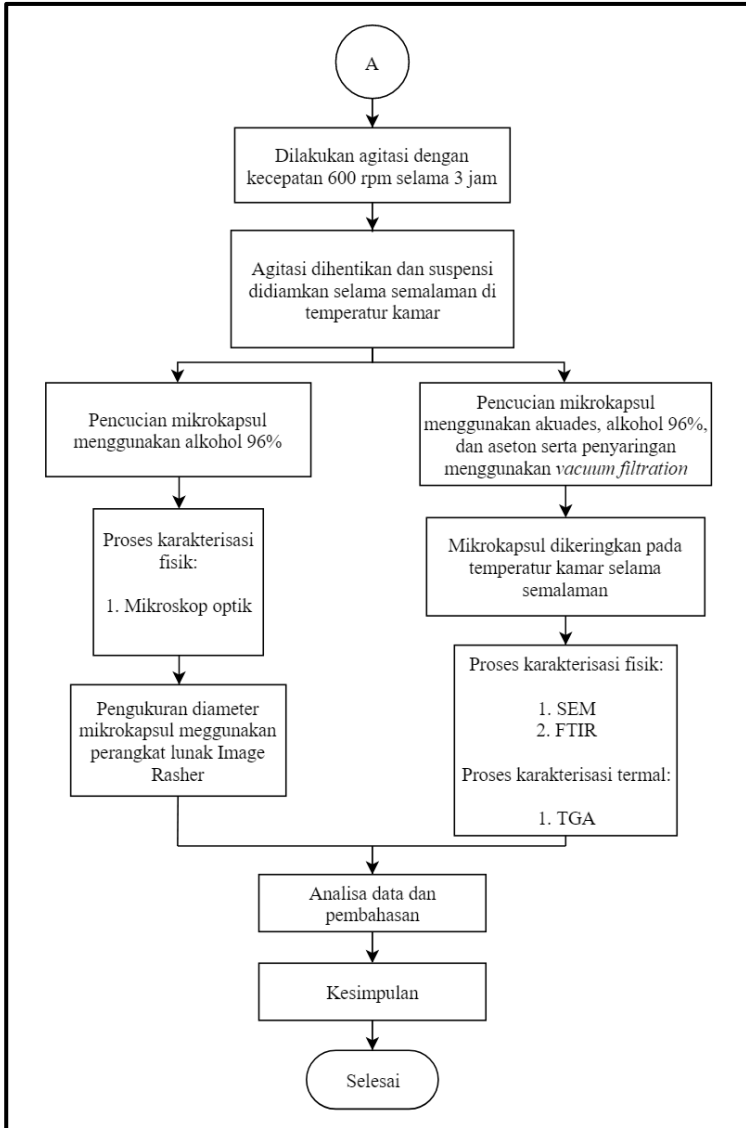 A
Dilakukan agitasi dengan
kecepatan 600 rpm selama 3 jam
Agitasi dihentikan dan suspensi
didiamkan selama semalaman di
temperatur kamar
Pencucian mikrokapsul
menggunakan alkohol 96%
Proses karakterisasi
fisik:
1. Mikroskop optik
Pengukuran diameter
mikrokapsul meggunakan
perangkat lunak Image
Rasher
Pencucian mikrokapsul
menggunakan akuades, alkohol 96%,
dan aseton serta penyaringan
menggunakan vacuum filtration
Mikrokapsul dikeringkan pada
temperatur kamar selama
semalaman
Proses karakterisasi fisik:
1. SEM
2. FTIR
Proses karakterisasi termal:
1. TGA
Analisa data dan
pembahasan
Kesimpulan
Selesai